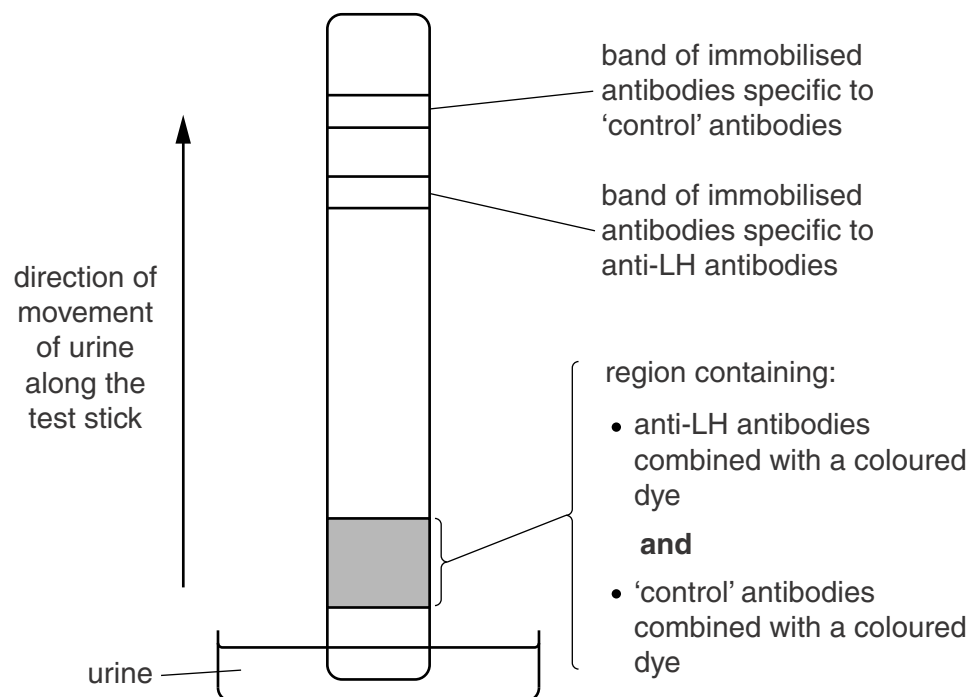 band of immobilised
antibodies specific to
‘control’ antibodies
band of immobilised
antibodies specific to
anti-LH antibodies
direction of
movement
of urine
along the
test stick
region containing:
• anti-LH antibodies
combined with a coloured
dye
and
• ‘control’ antibodies
combined with a coloured
dye
urine